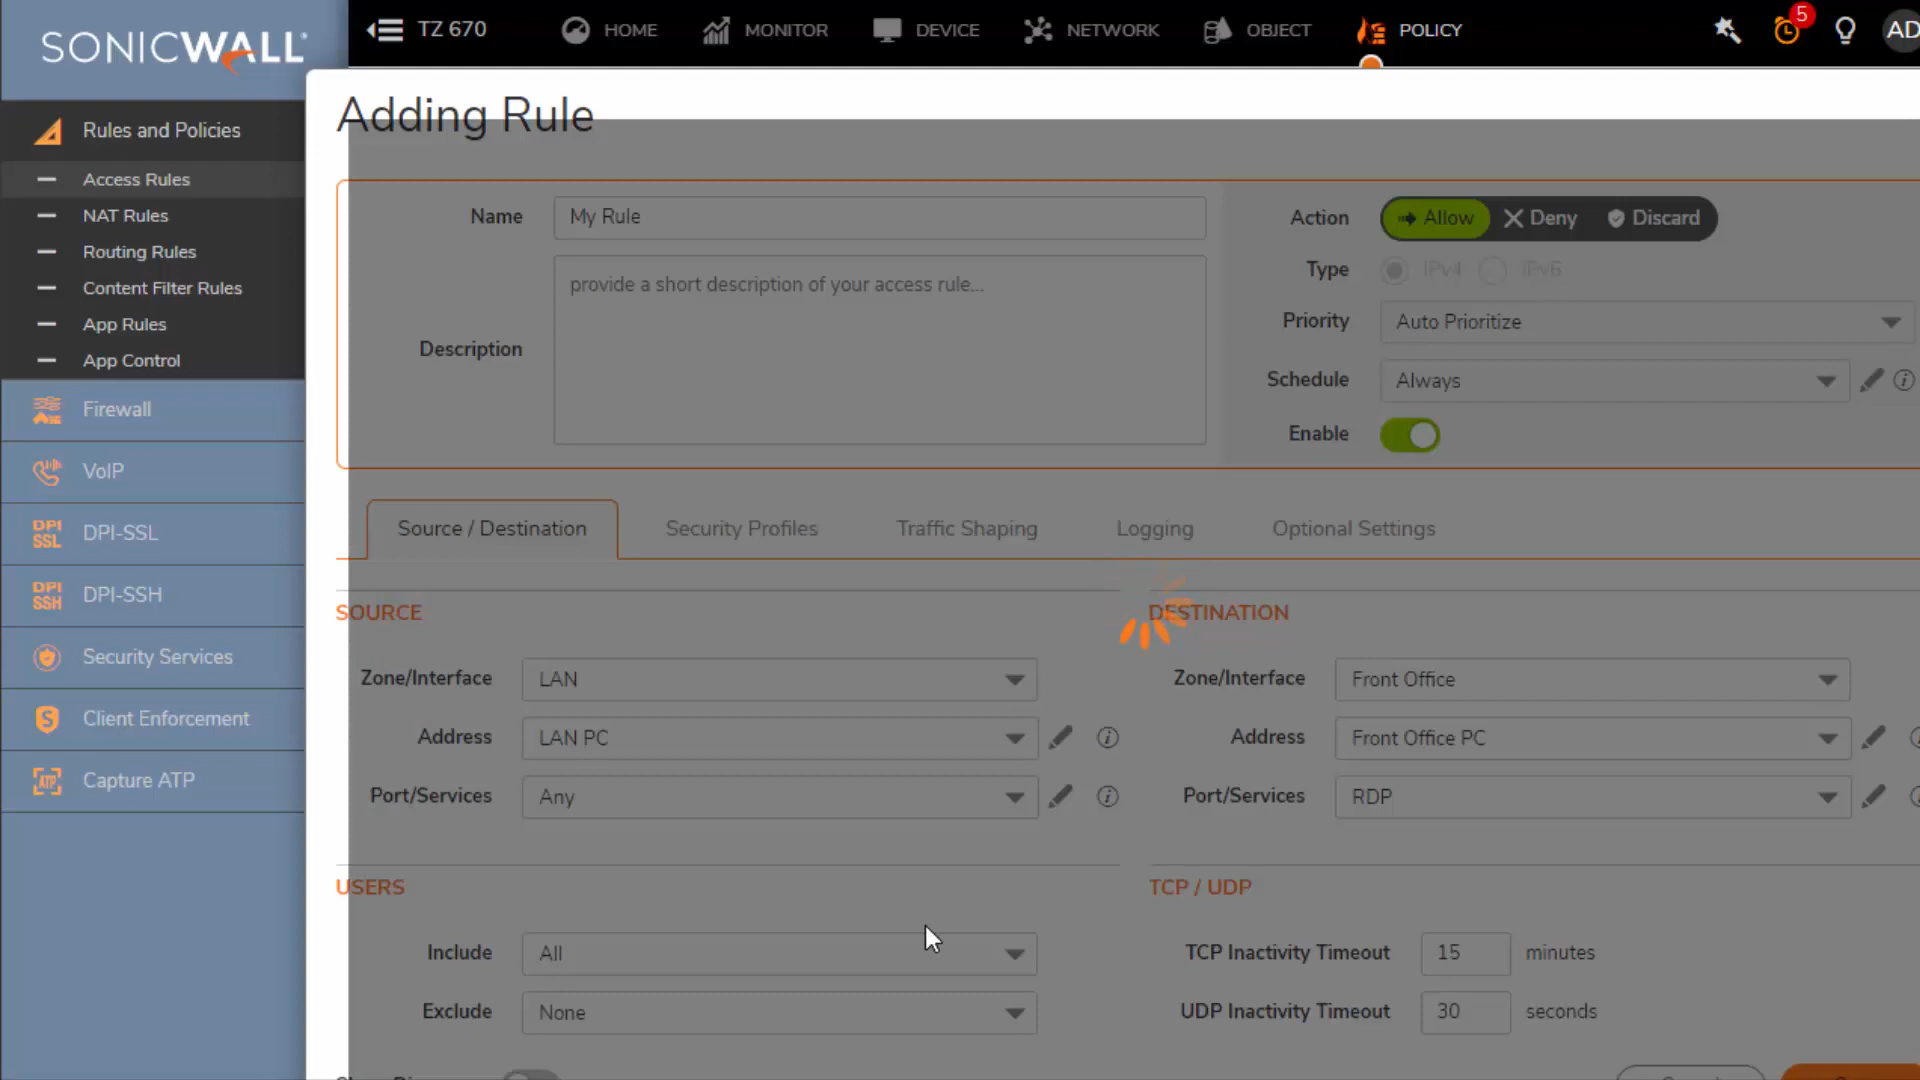 SONICWALL
TZ 670
HOME
MONITOR
DEVICE
NETWORK
OBJECT
POLICY
5
AD
Rules and Policies
Access Rules
NAT Rules
Routing Rules
Content Filter Rules
App Rules
App Control
Firewall
VoIP
DPI SSL
DPI-SSL
DPI SSH
DPI-SSH
Security Services
Client Enforcement
ATP
Capture ATP
Adding Rule
Name
My Rule
Description
provide a short description of your access rule...
Action
Allow
Deny
Discard
Type
IPv4
IPv6
Priority
Auto Prioritize
Schedule
Always
Enable
Source / Destination
Security Profiles
Traffic Shaping
Logging
Optional Settings
SOURCE
Zone/Interface
LAN
Address
LAN PC
Port/Services
Any
DESTINATION
Zone/Interface
Front Office
Address
Front Office PC
Port/Services
RDP
USERS
Include
All
Exclude
None
TCP / UDP
TCP Inactivity Timeout
15
minutes
UDP Inactivity Timeout
30
seconds